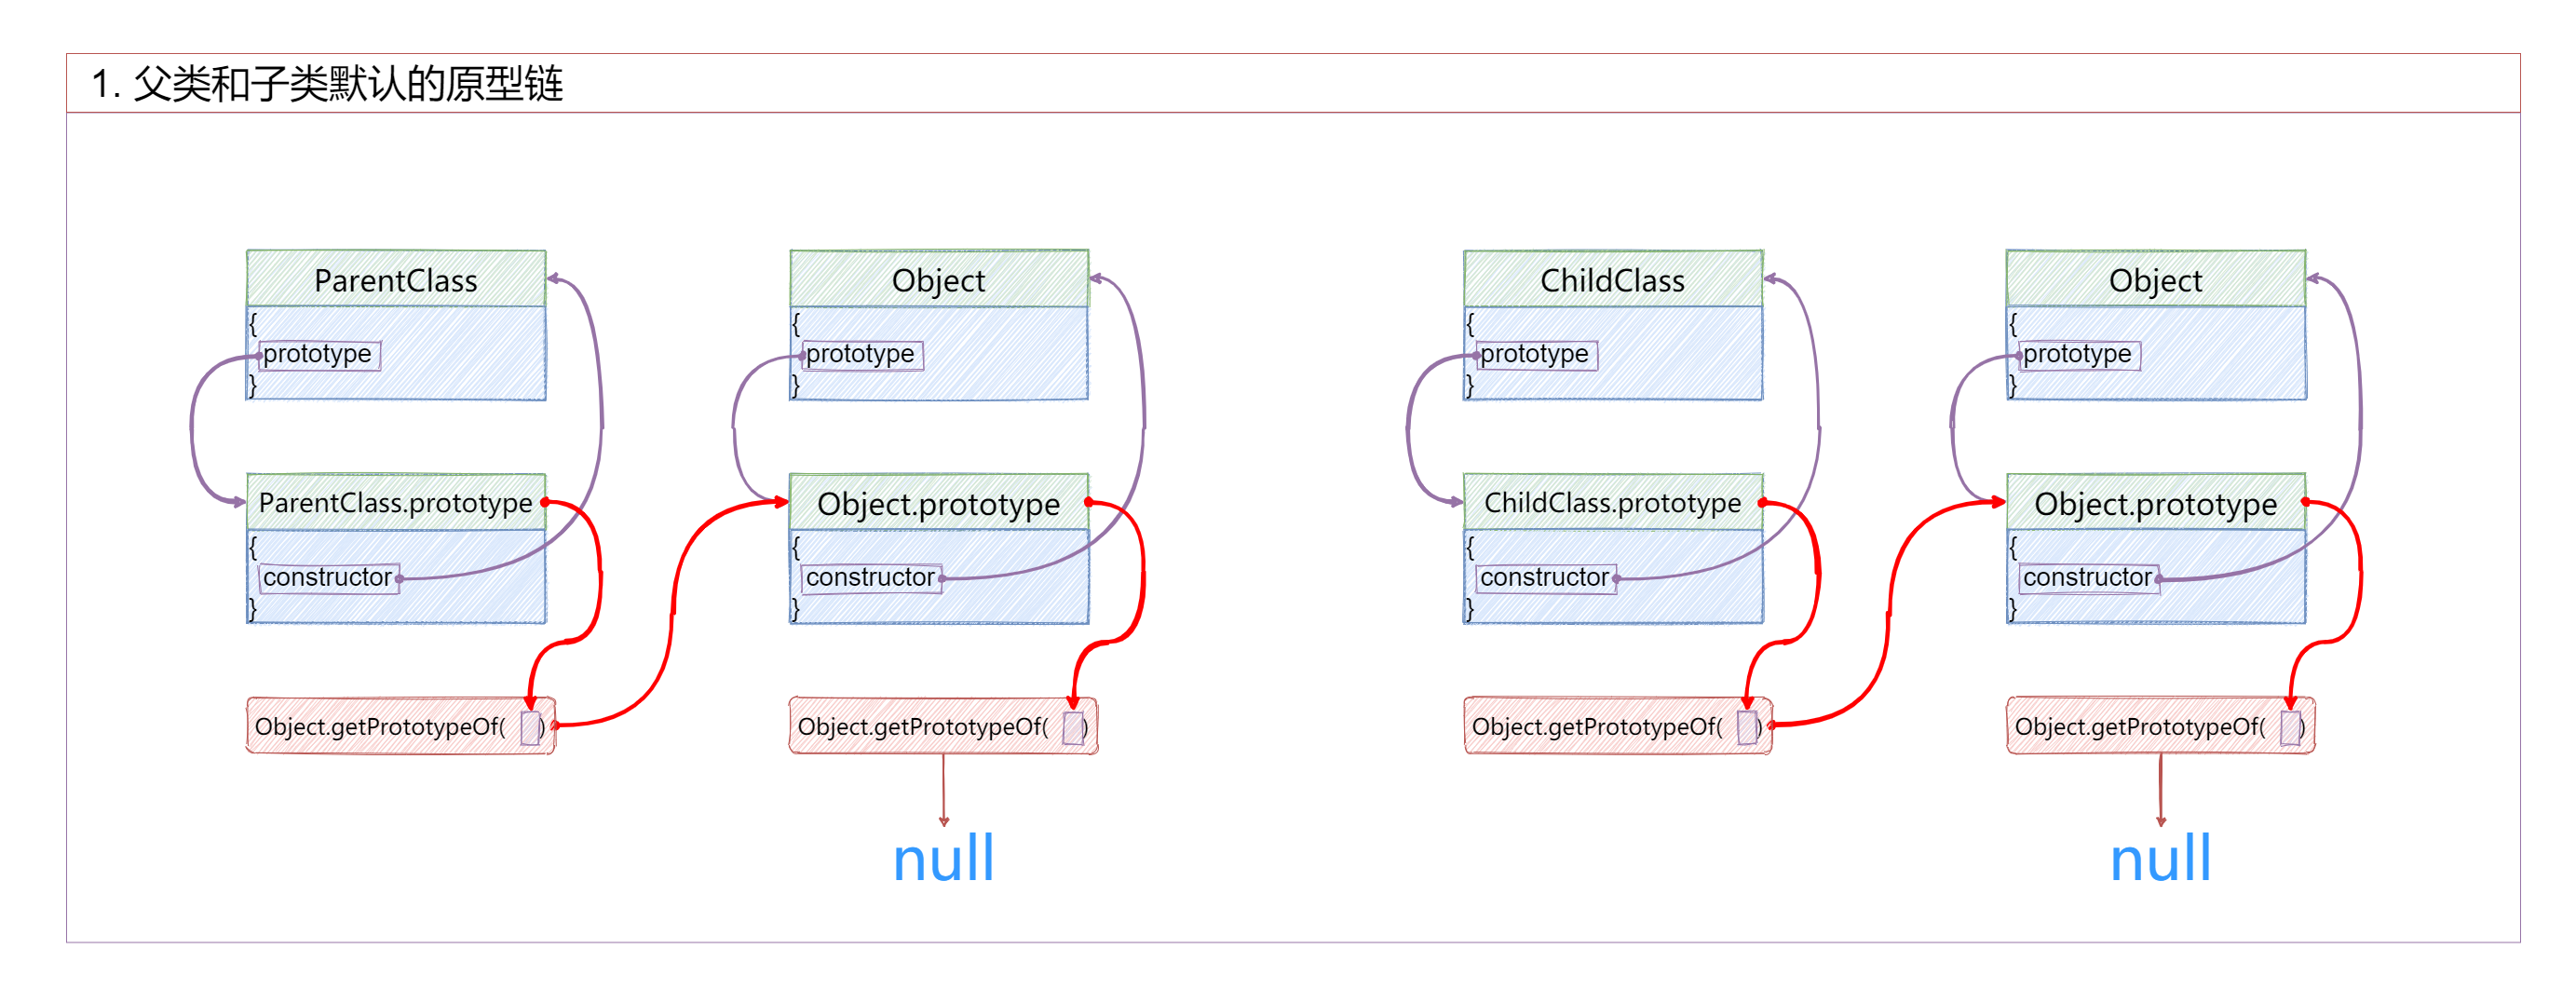 1. 父类和子类默认的原型链
ParentClass
{
prototype
}
ParentClass.prototype
{
constructor
}
Object.getPrototypeOf( )
Object
{
prototype
}
Object.prototype
{
constructor
}
Object.getPrototypeOf( )
null
ChildClass
{
prototype
}
ChildClass.prototype
{
constructor
}
Object.getPrototypeOf( )
Object
{
prototype
}
Object.prototype
{
constructor
}
Object.getPrototypeOf( )
null